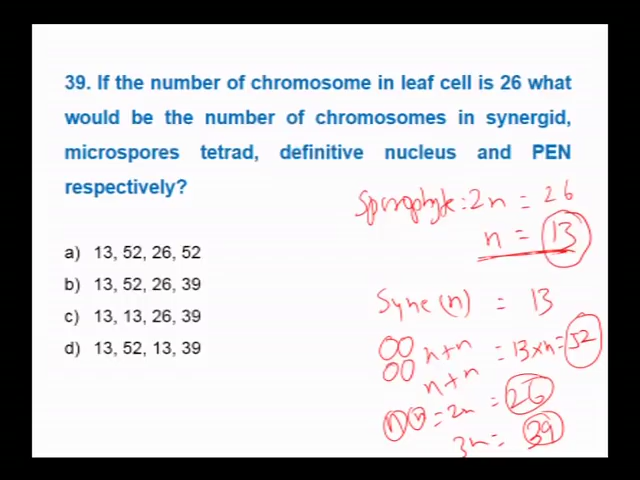 39. If the number of chromosome in leaf cell is 26 what
would be the number of chromosomes in synergid,
microspores tetrad, definitive nucleus and PEN
respectively?
a) 13, 52, 26, 52
b) 13, 52, 26, 39
c) 13, 13, 26, 39
d) 13, 52, 13, 39
Sporophyte: 2n = 26
n = 13
Syne (n) = 13
n + n = 13 x n = 52
n + n
n n = 2n = 26
3n = 39